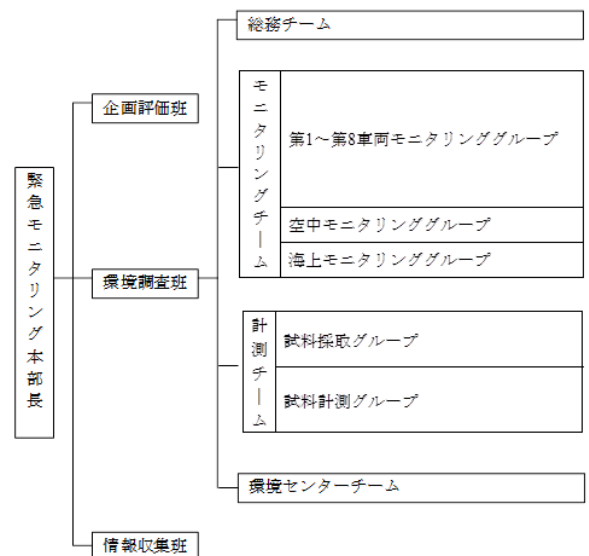 緊急モニタリング本部長
企画評価班
環境調査班
情報収集班
総務チーム
モニタリングチーム
第1～第8車両モニタリンググループ
空中モニタリンググループ
海上モニタリンググループ
計測チーム
試料採取グループ
試料計測グループ
環境センターチーム